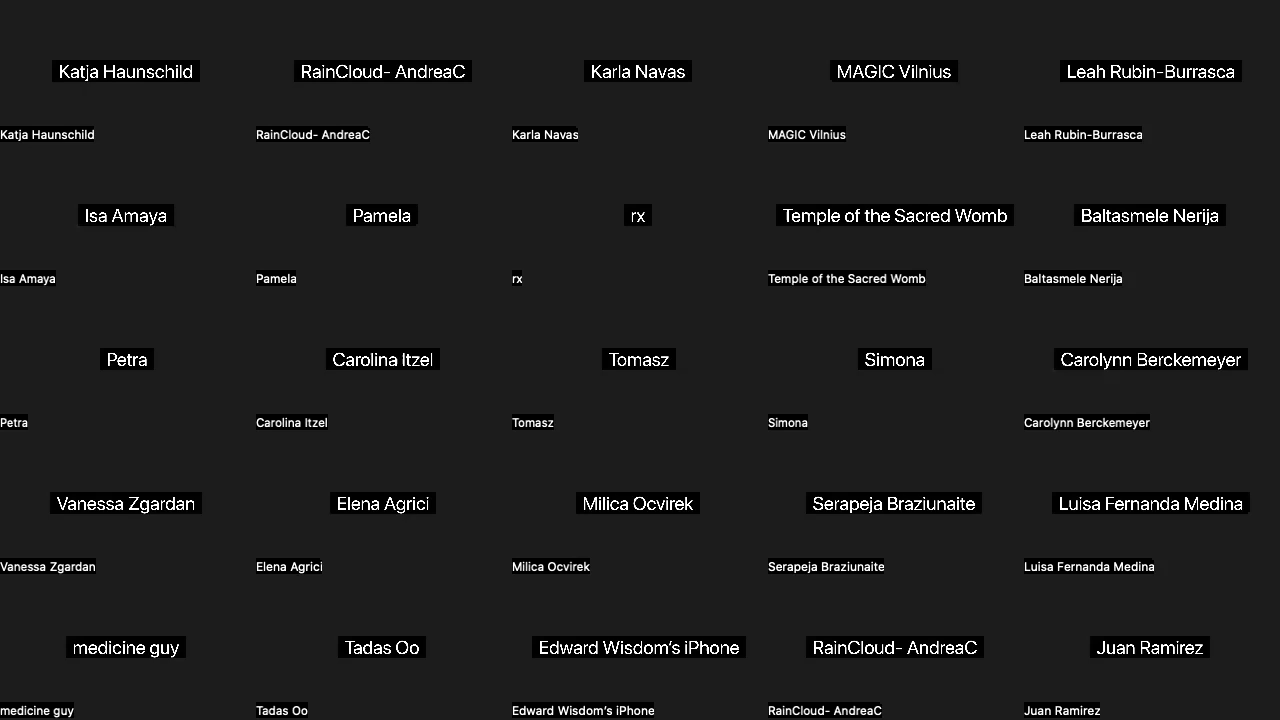 Katja Haunschild
RainCloud- AndreaC
Karla Navas
MAGIC Vilnius
Leah Rubin-Burrasca
Katja Haunschild
RainCloud- AndreaC
Karla Navas
MAGIC Vilnius
Leah Rubin-Burrasca
Isa Amaya
Pamela
rx
Temple of the Sacred Womb
Baltasmele Nerija
Isa Amaya
Pamela
rx
Temple of the Sacred Womb
Baltasmele Nerija
Petra
Carolina Itzel
Tomasz
Simona
Carolynn Berckemeyer
Petra
Carolina Itzel
Tomasz
Simona
Carolynn Berckemeyer
Vanessa Zgardan
Elena Agrici
Milica Ocvirek
Serapeja Braziunaite
Luisa Fernanda Medina
Vanessa Zgardan
Elena Agrici
Milica Ocvirek
Serapeja Braziunaite
Luisa Fernanda Medina
medicine guy
Tadas Oo
Edward Wisdom’s iPhone
RainCloud- AndreaC
Juan Ramirez
medicine guy
Tadas Oo
Edward Wisdom’s iPhone
RainCloud- AndreaC
Juan Ramirez